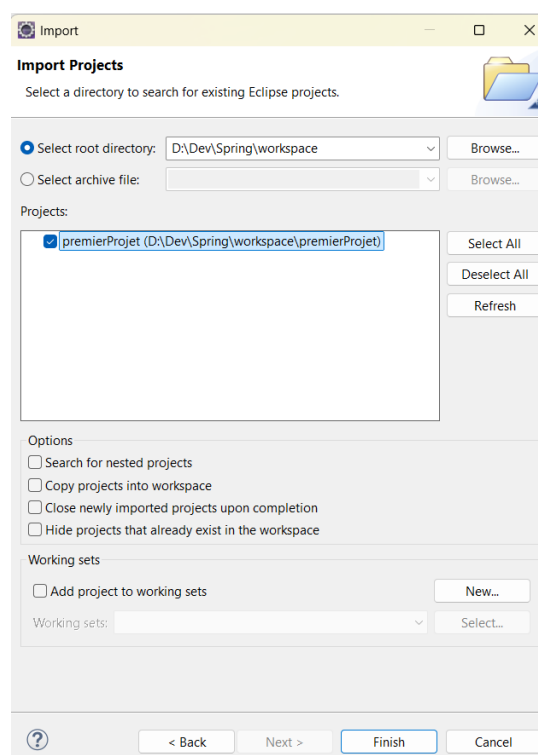 Import
Import Projects
Select a directory to search for existing Eclipse projects.
Select root directory: D:\Dev\Spring\workspace Browse...
Select archive file: Browse...
Projects:
premierProjet (D:\Dev\Spring\workspace\premierProjet)
Select All
Deselect All
Refresh
Options
Search for nested projects
Copy projects into workspace
Close newly imported projects upon completion
Hide projects that already exist in the workspace
Working sets
Add project to working sets New...
Working sets: Select...
? < Back Next > Finish Cancel